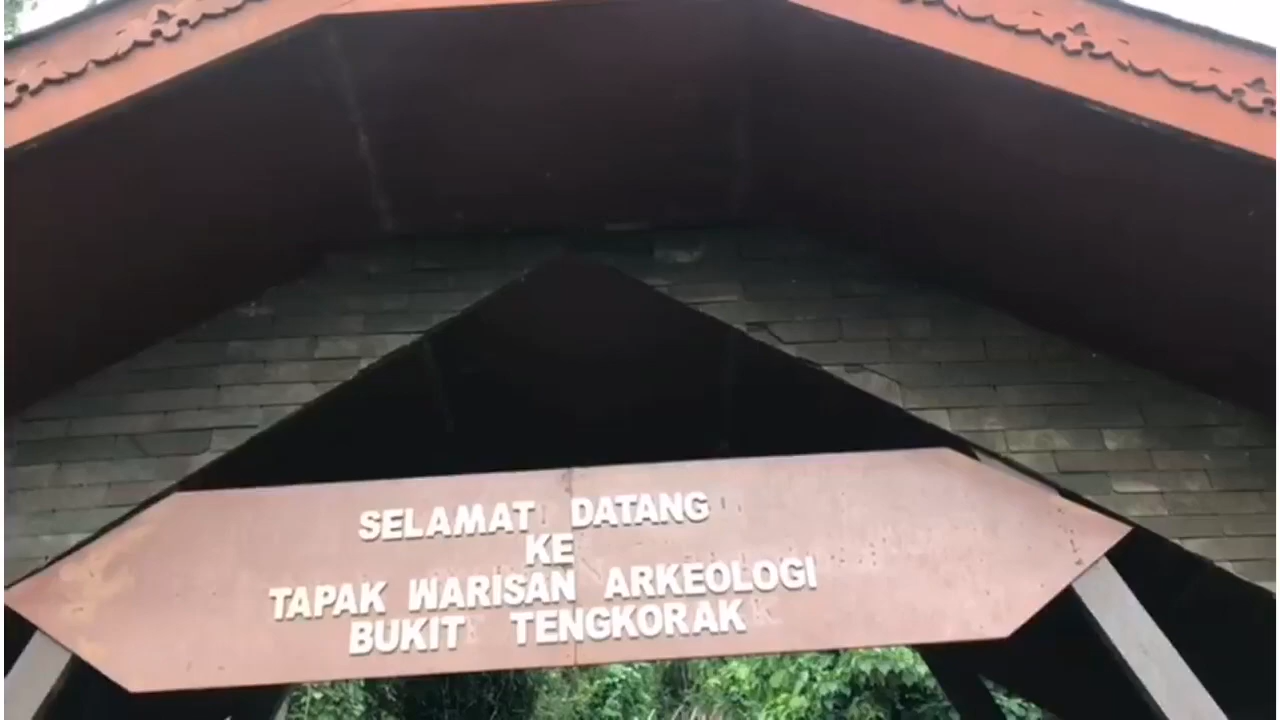 SELAMAT DATANG
KE
TAPAK WARISAN ARKEOLOGI
BUKIT TENGKORAK